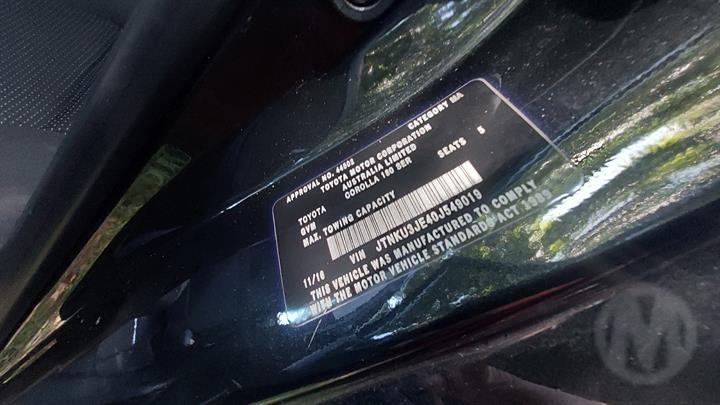 APPROVAL NO. 44502 CATEGORY MA
TOYOTA MOTOR CORPORATION
TOYOTA AUSTRALIA LIMITED
COROLLA 180 SER SEATS 5
GVM
MAX. TOWING CAPACITY
11/16 VIN JTNKU3JE40J549019
THIS VEHICLE WAS MANUFACTURED TO COMPLY
WITH THE MOTOR VEHICLE STANDARDS ACT 1989
M